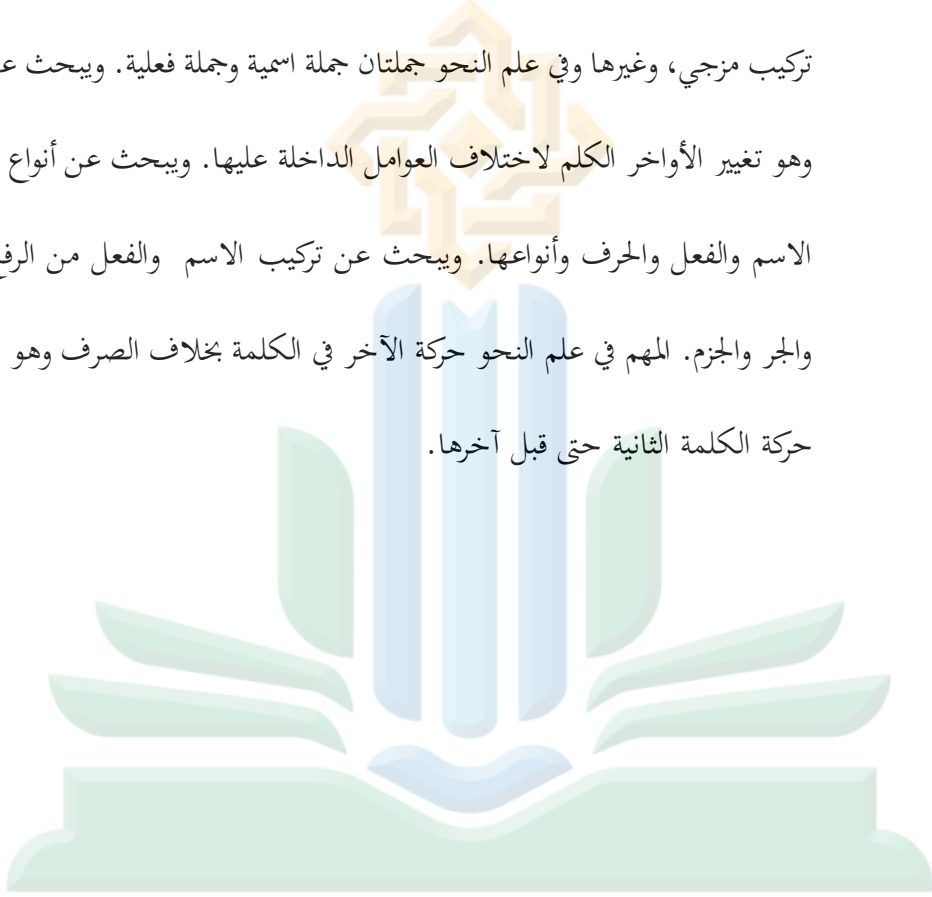 تركيب مزجي، وغيرها وفي علم النحو جملتان جملة اسمية وجملة فعلية. ويبحث
وهو تغيير الأواخر الكلم لاختلاف العوامل الداخلة عليها. ويبحث عن أنواع
الاسم والفعل والحرف وأنواعها. ويبحث عن تركيب الاسم والفعل من
والجر والجزم. المهم في علم النحو حركة الآخر في الكلمة بخلاف الصرف وهو
حركة الكلمة الثانية حتى قبل آخرها.